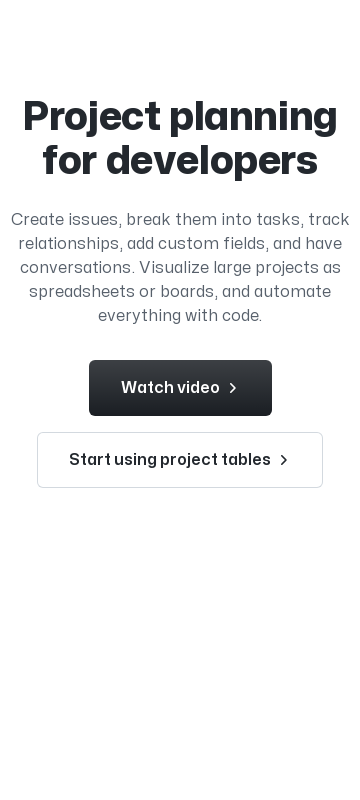 Project planning
for developers
Create issues, break them into tasks, track
relationships, add custom fields, and have
conversations. Visualize large projects as
spreadsheets or boards, and automate
everything with code.
Watch video
Start using project tables